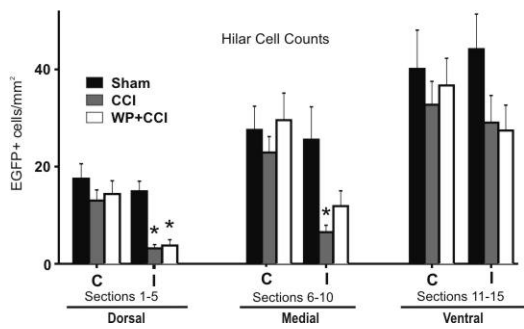 Hilar Cell Counts
EGFP+ cells/mm²
40
20
0
Sham
CCI
WP+CCI
* * *
C I C I C I
Sections 1-5 Sections 6-10 Sections 11-15
Dorsal Medial Ventral